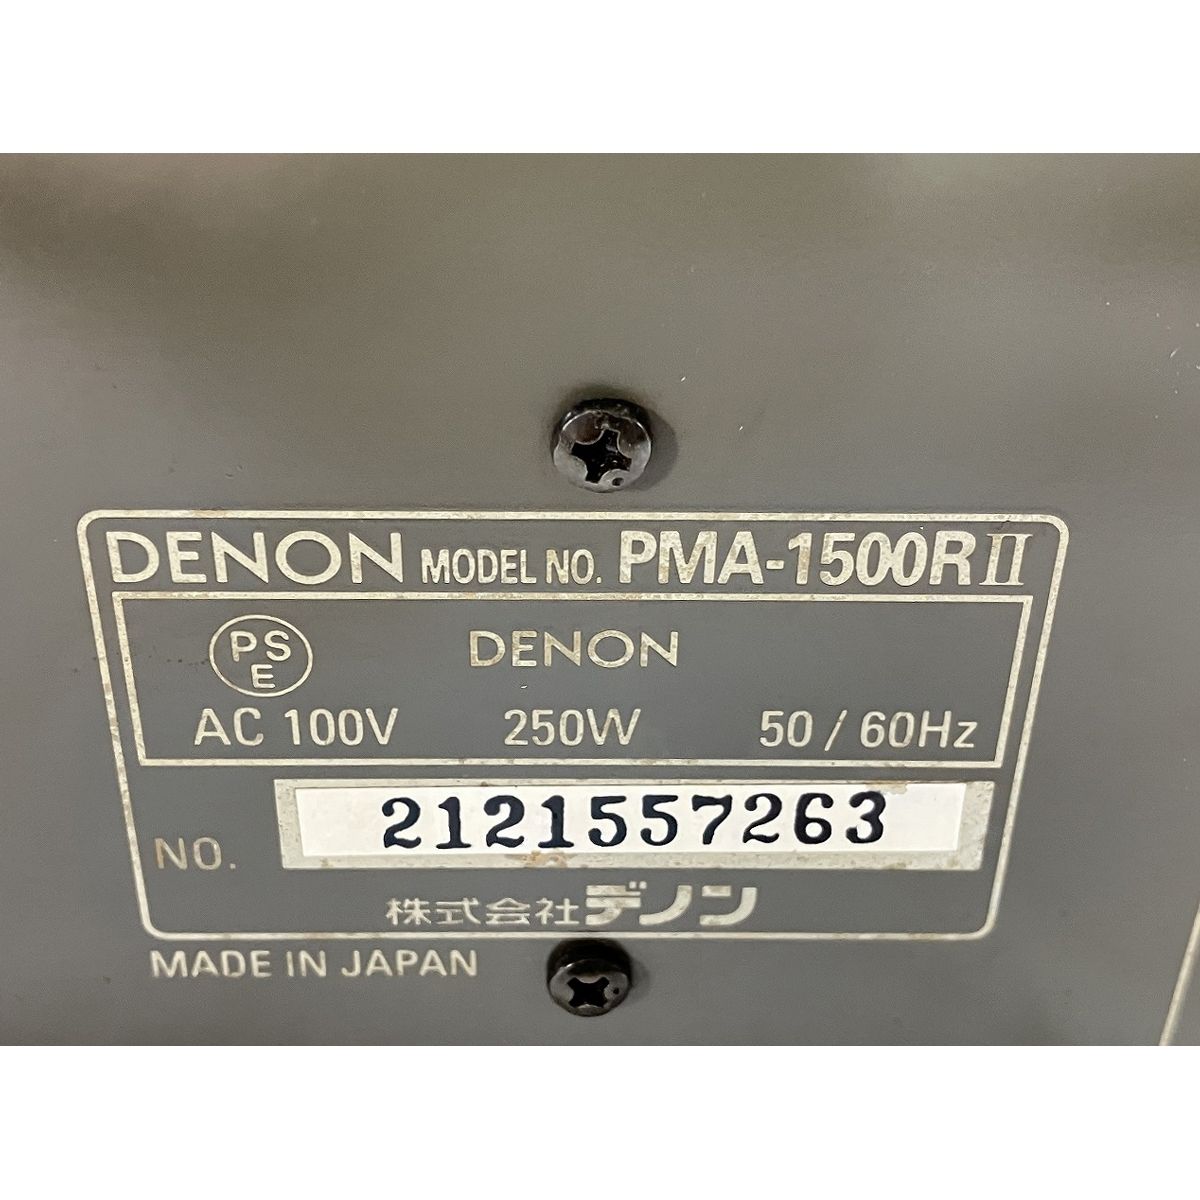 DENON MODEL NO. PMA-1500RII
PS
E
DENON
AC 100V 250W 50 / 60Hz
NO. 2121557263
株式会社デノン
MADE IN JAPAN